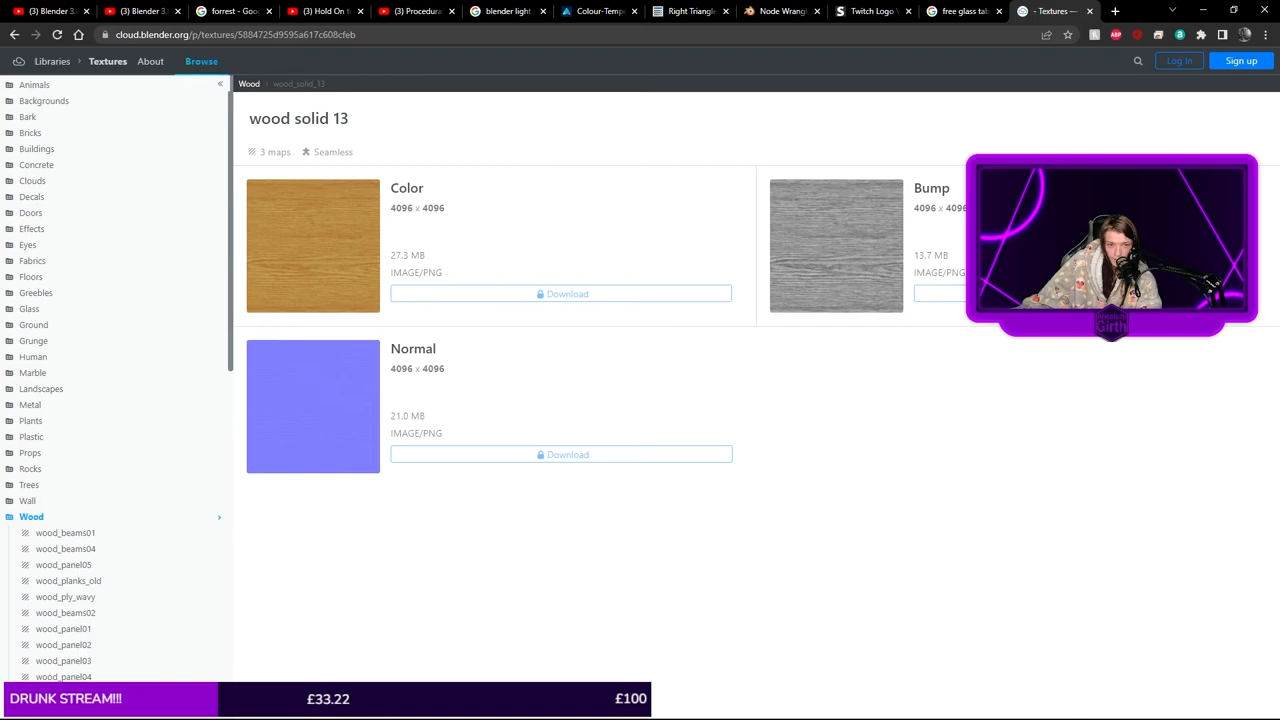 (3) Blender 3.
(3) Blender 3.
forrest - Goo
(3) Hold On t
(3) Procedura
blender light
Colour-Temp
Right Triangle
Node Wrang
Twitch Logo V
free glass tab
- Textures —
cloud.blender.org/p/textures/5884725d9595a617c608cfeb
Libraries
Textures
About
Browse
Log In
Sign up
Animals
Backgrounds
Bark
Bricks
Buildings
Concrete
Clouds
Decals
Doors
Effects
Eyes
Fabrics
Floors
Greebles
Glass
Ground
Grunge
Human
Marble
Landscapes
Metal
Plants
Plastic
Props
Rocks
Trees
Wall
Wood
wood_beams01
wood_beams04
wood_panel05
wood_planks_old
wood_ply_wavy
wood_beams02
wood_panel01
wood_panel02
wood_panel03
wood_panel04
Wood
wood_solid_13
wood solid 13
3 maps
Seamless
Color
4096 x 4096
27.3 MB
IMAGE/PNG
Download
Bump
4096 x 4096
13.7 MB
IMAGE/PNG
Normal
4096 x 4096
21.0 MB
IMAGE/PNG
Download
Girth
DRUNK STREAM!!!
£33.22
£100